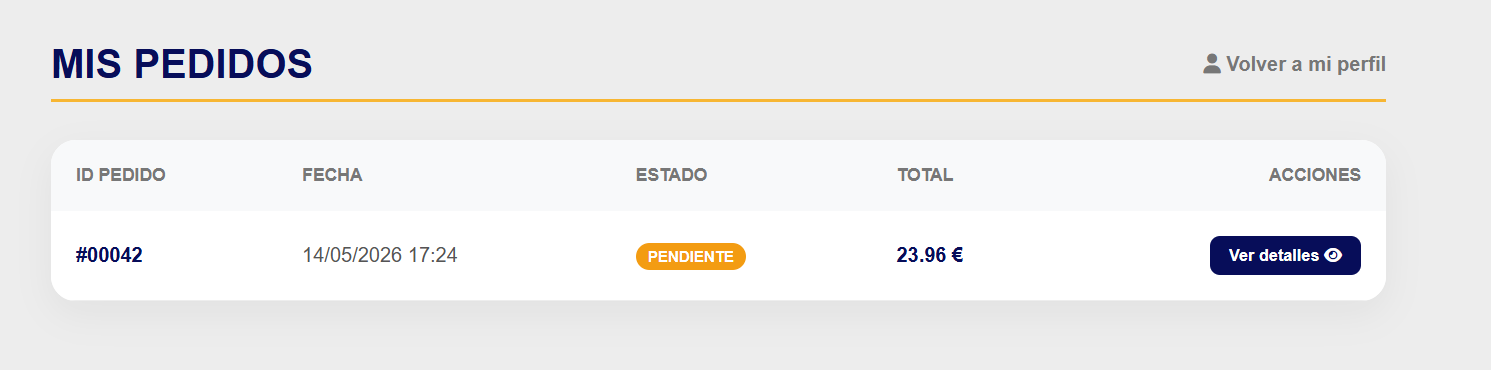 MIS PEDIDOS
Volver a mi perfil
ID PEDIDO FECHA ESTADO TOTAL ACCIONES
#00042 14/05/2026 17:24 PENDIENTE 23.96 € Ver detalles